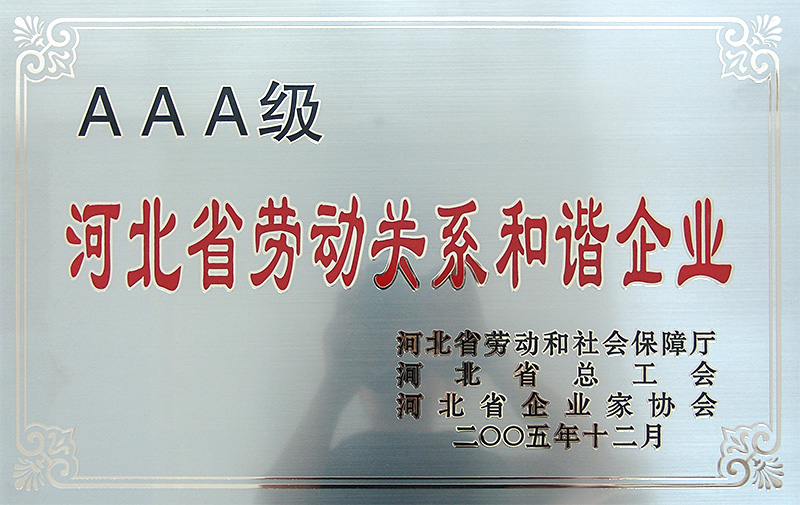 AAA级
河北省劳动关系和谐企业
河北省劳动和社会保障厅
河北省总工会
河北省企业家协会
二〇〇五年十二月